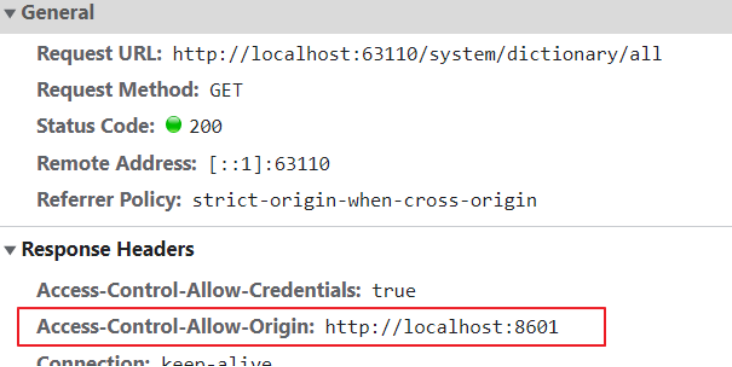 ▼ General
Request URL: http://localhost:63110/system/dictionary/all
Request Method: GET
Status Code: 200
Remote Address: [::1]:63110
Referrer Policy: strict-origin-when-cross-origin
▼ Response Headers
Access-Control-Allow-Credentials: true
Access-Control-Allow-Origin: http://localhost:8601
Connection: keep-alive